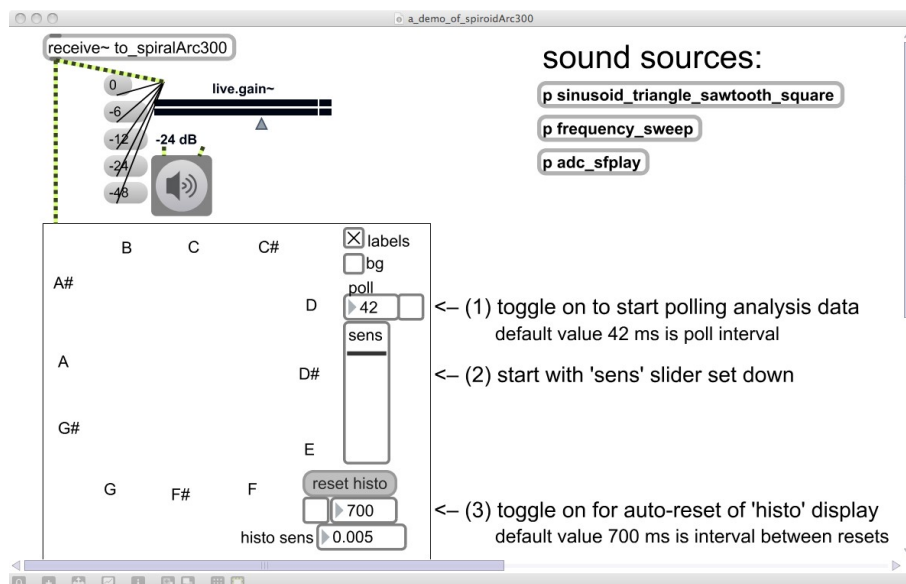 a_demo_of_spiroidArc300
receive~ to_spiralArc300
0
-6
-12
-24
-48
live.gain~
-24 dB
sound sources:
p sinusoid_triangle_sawtooth_square
p frequency_sweep
p adc_sfplay
B C C#
A#
D
A
D#
G#
E
G F# F
labels
bg
poll
42
<– (1) toggle on to start polling analysis data
default value 42 ms is poll interval
sens
<– (2) start with 'sens' slider set down
reset histo
700
<– (3) toggle on for auto-reset of 'histo' display
default value 700 ms is interval between resets
histo sens 0.005